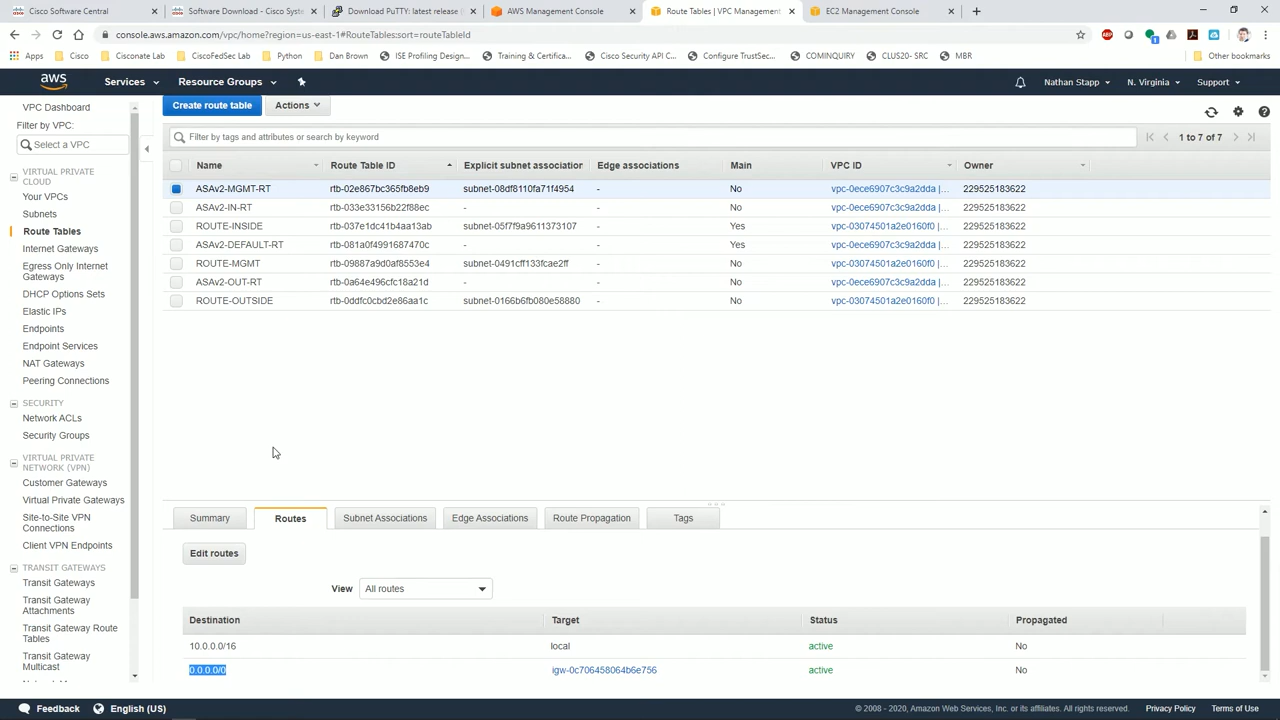 Cisco Software Central
Software Download - Cisco Syste
Download PuTTY: latest release (
AWS Management Console
Route Tables | VPC Management
EC2 Management Console
console.aws.amazon.com/vpc/home?region=us-east-1#RouteTables:sort=routeTableId
Apps
Cisco
Cisconate Lab
CiscoFedSec Lab
Python
Dan Brown
ISE Profiling Design...
Training & Certifica...
Cisco Security API C...
Configure TrustSec...
COMINQUIRY
CLUS20- SRC
MBR
Other bookmarks
aws
Services
Resource Groups
Nathan Stapp
N. Virginia
Support
VPC Dashboard
Filter by VPC:
Select a VPC
VIRTUAL PRIVATE
CLOUD
Your VPCs
Subnets
Route Tables
Internet Gateways
Egress Only Internet
Gateways
DHCP Options Sets
Elastic IPs
Endpoints
Endpoint Services
NAT Gateways
Peering Connections
SECURITY
Network ACLs
Security Groups
VIRTUAL PRIVATE
NETWORK (VPN)
Customer Gateways
Virtual Private Gateways
Site-to-Site VPN
Connections
Client VPN Endpoints
TRANSIT GATEWAYS
Transit Gateways
Transit Gateway
Attachments
Transit Gateway Route
Tables
Transit Gateway
Multicast
Create route table
Actions
Filter by tags and attributes or search by keyword
1 to 7 of 7
Name Route Table ID Explicit subnet association Edge associations Main VPC ID Owner
ASAv2-MGMT-RT rtb-02e867bc365fb8eb9 subnet-08df8110fa71f4954 - No vpc-0ece6907c3c9a2dda |... 229525183622
ASAv2-IN-RT rtb-033e33156b22f88ec - - No vpc-0ece6907c3c9a2dda |... 229525183622
ROUTE-INSIDE rtb-037e1dc41b4aa13ab subnet-05f7f9a9611373107 - Yes vpc-03074501a2e0160f0 |... 229525183622
ASAv2-DEFAULT-RT rtb-081a0f4991687470c - - Yes vpc-0ece6907c3c9a2dda |... 229525183622
ROUTE-MGMT rtb-09887a9d0af8553e4 subnet-0491cff133fcae2ff - No vpc-03074501a2e0160f0 |... 229525183622
ASAv2-OUT-RT rtb-0a64e496cfc18a21d - - No vpc-0ece6907c3c9a2dda |... 229525183622
ROUTE-OUTSIDE rtb-0ddfc0cbd2e86aa1c subnet-0166b6fb080e58880 - No vpc-03074501a2e0160f0 |... 229525183622
Summary
Routes
Subnet Associations
Edge Associations
Route Propagation
Tags
Edit routes
View All routes
Destination Target Status Propagated
10.0.0.0/16 local active No
0.0.0.0/0 igw-0c706458064b6e756 active No
Feedback
English (US)
© 2008 - 2020, Amazon Web Services, Inc. or its affiliates. All rights reserved.
Privacy Policy
Terms of Use